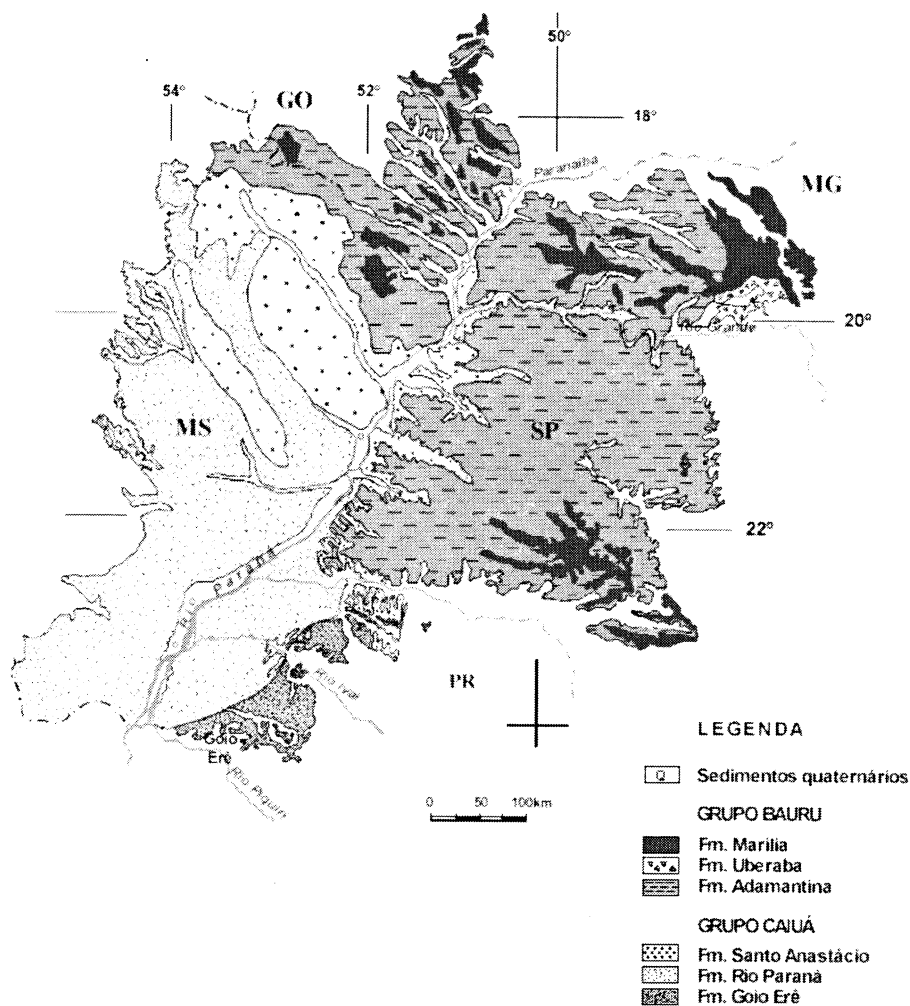 50°
54°
GO
52°
18°
Paranaíba
MG
20°
Rio Grande
MS
SP
22°
Paraná
PR
Rio Ivaí
Goio
Erê
Rio Piquiri
LEGENDA
Q Sedimentos quaternários
0 50 100km
GRUPO BAURU
Fm. Marilia
Fm. Uberaba
Fm. Adamantina
GRUPO CAIUÁ
Fm. Santo Anastácio
Fm. Rio Paraná
Fm. Goio Erê